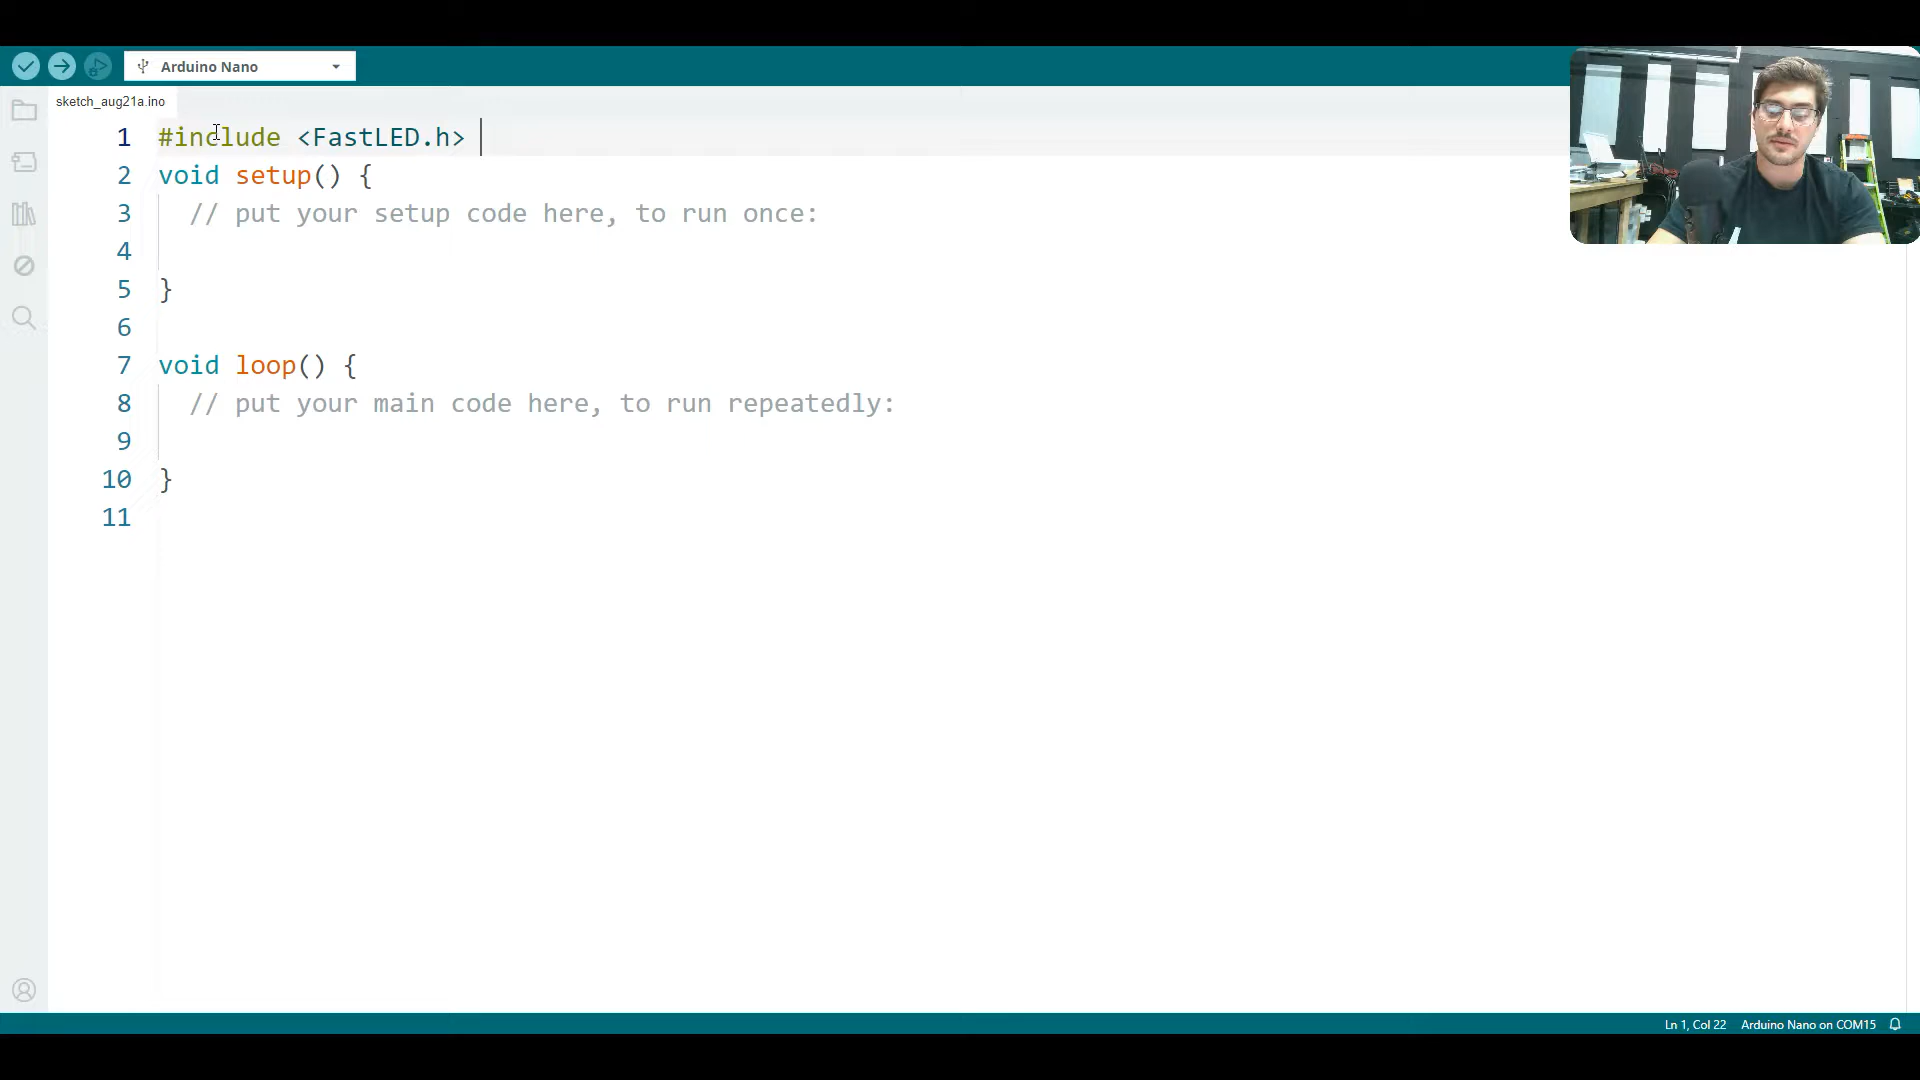 Arduino Nano
sketch_aug21a.ino
1 #include <FastLED.h>
2 void setup() {
3 // put your setup code here, to run once:
4
5 }
6
7 void loop() {
8 // put your main code here, to run repeatedly:
9
10 }
11
Ln 1, Col 22 Arduino Nano on COM15